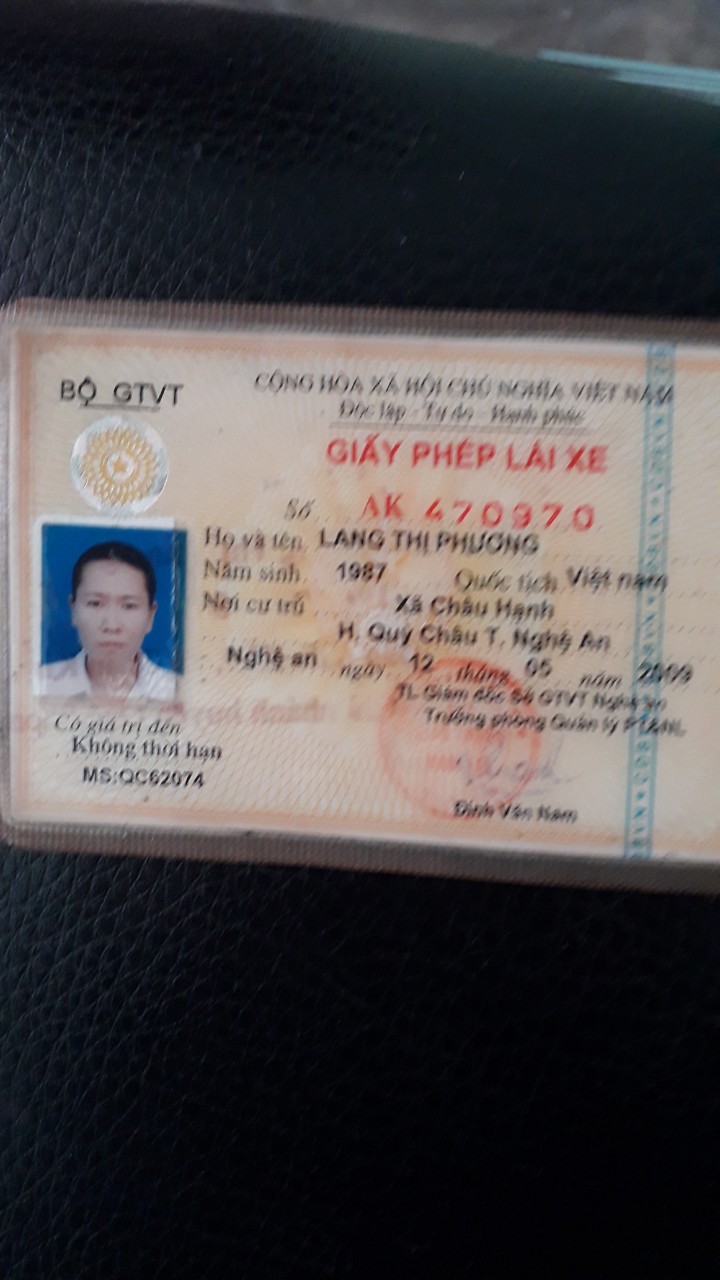 BỘ GTVT
CỘNG HÒA XÃ HỘI CHỦ NGHĨA VIỆT NAM
Độc lập - Tự do - Hạnh phúc
GIẤY PHÉP LÁI XE
Số AK 470970
Họ và tên LANG THỊ PHƯƠNG
Năm sinh 1987 Quốc tịch Việt nam
Nơi cư trú Xã Châu Hạnh
H. Quỳ Châu T. Nghệ An
Nghệ an ngày 12 tháng 05 năm 2009
TL Giám đốc Sở GTVT Nghệ an
Trưởng phòng Quản lý PT&NL
Có giá trị đến
Không thời hạn
MS:QC62074
Đinh Văn Nam